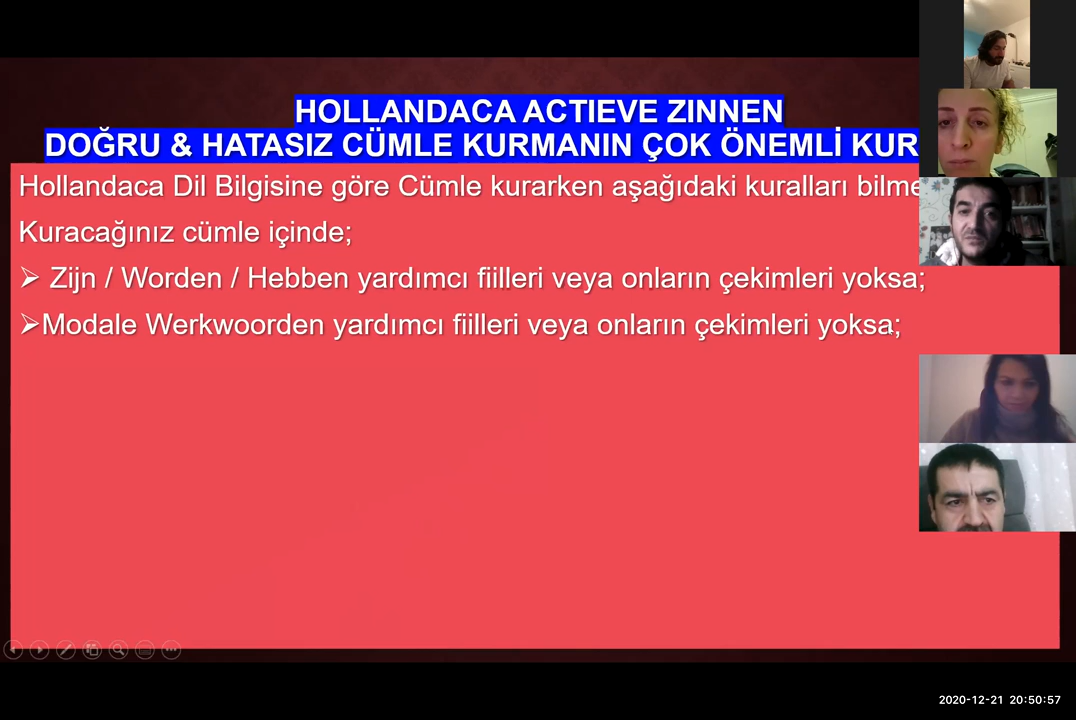 HOLLANDACA ACTIEVE ZINNEN
DOĞRU & HATASIZ CÜMLE KURMANIN ÇOK ÖNEMLİ
Hollandaca Dil Bilgisine göre Cümle kurarken aşağıdaki kuralları
Kuracağınız cümle içinde;
➢ Zijn / Worden / Hebben yardımcı fiilleri veya onların çekimleri yoksa;
➢Modale Werkwoorden yardımcı fiilleri veya onların çekimleri yoksa;
2020-12-21 20:50:57